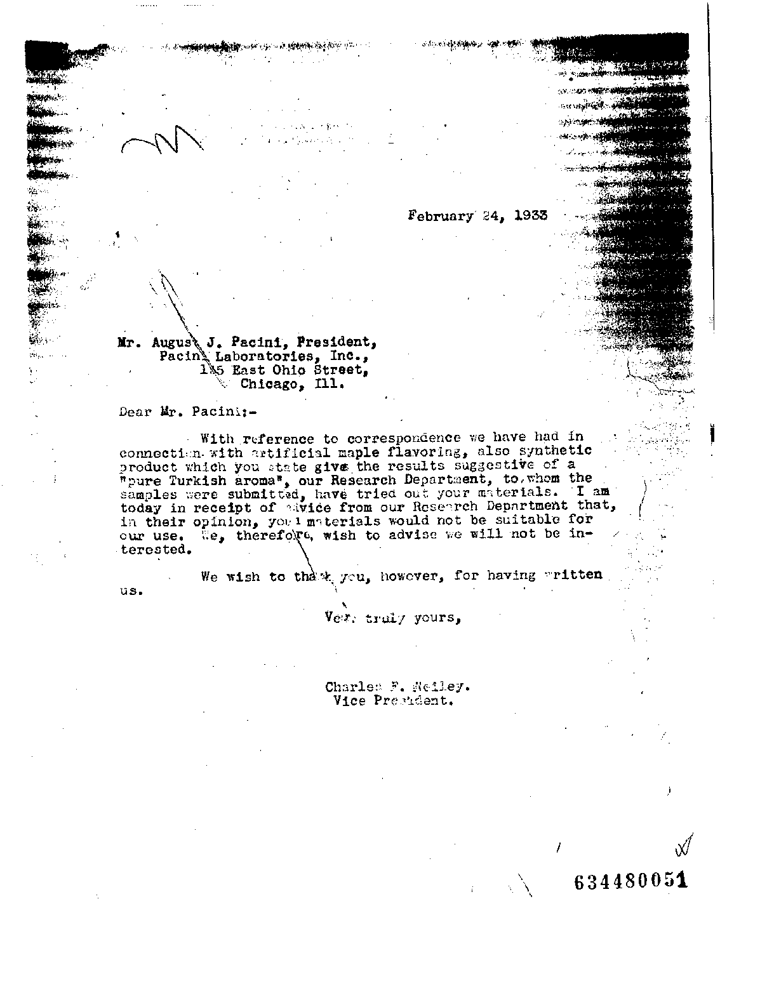 February 24, 1933
Mr. August J. Pacini, President,
Pacini Laboratories, Inc.,
East Ohio Street,
Chicago, Ill.
Dear Mr. Pacini:-
With reference to correspondence we have had in
connection with artificial maple flavoring, also synthetic
product which you state give the results suggestive of a
"pure Turkish aroma", our Research Department, to whom the
samples were submitted, have tried out your materials. I am
today in receipt of advice from our Research Department that,
in their opinion, your materials would not be suitable for
our use. We, therefore, wish to advise we will not be in-
terested.
We wish to thank you, however, for having written
us.
Very truly yours,
Charles F. Neiley.
Vice President.
634480051